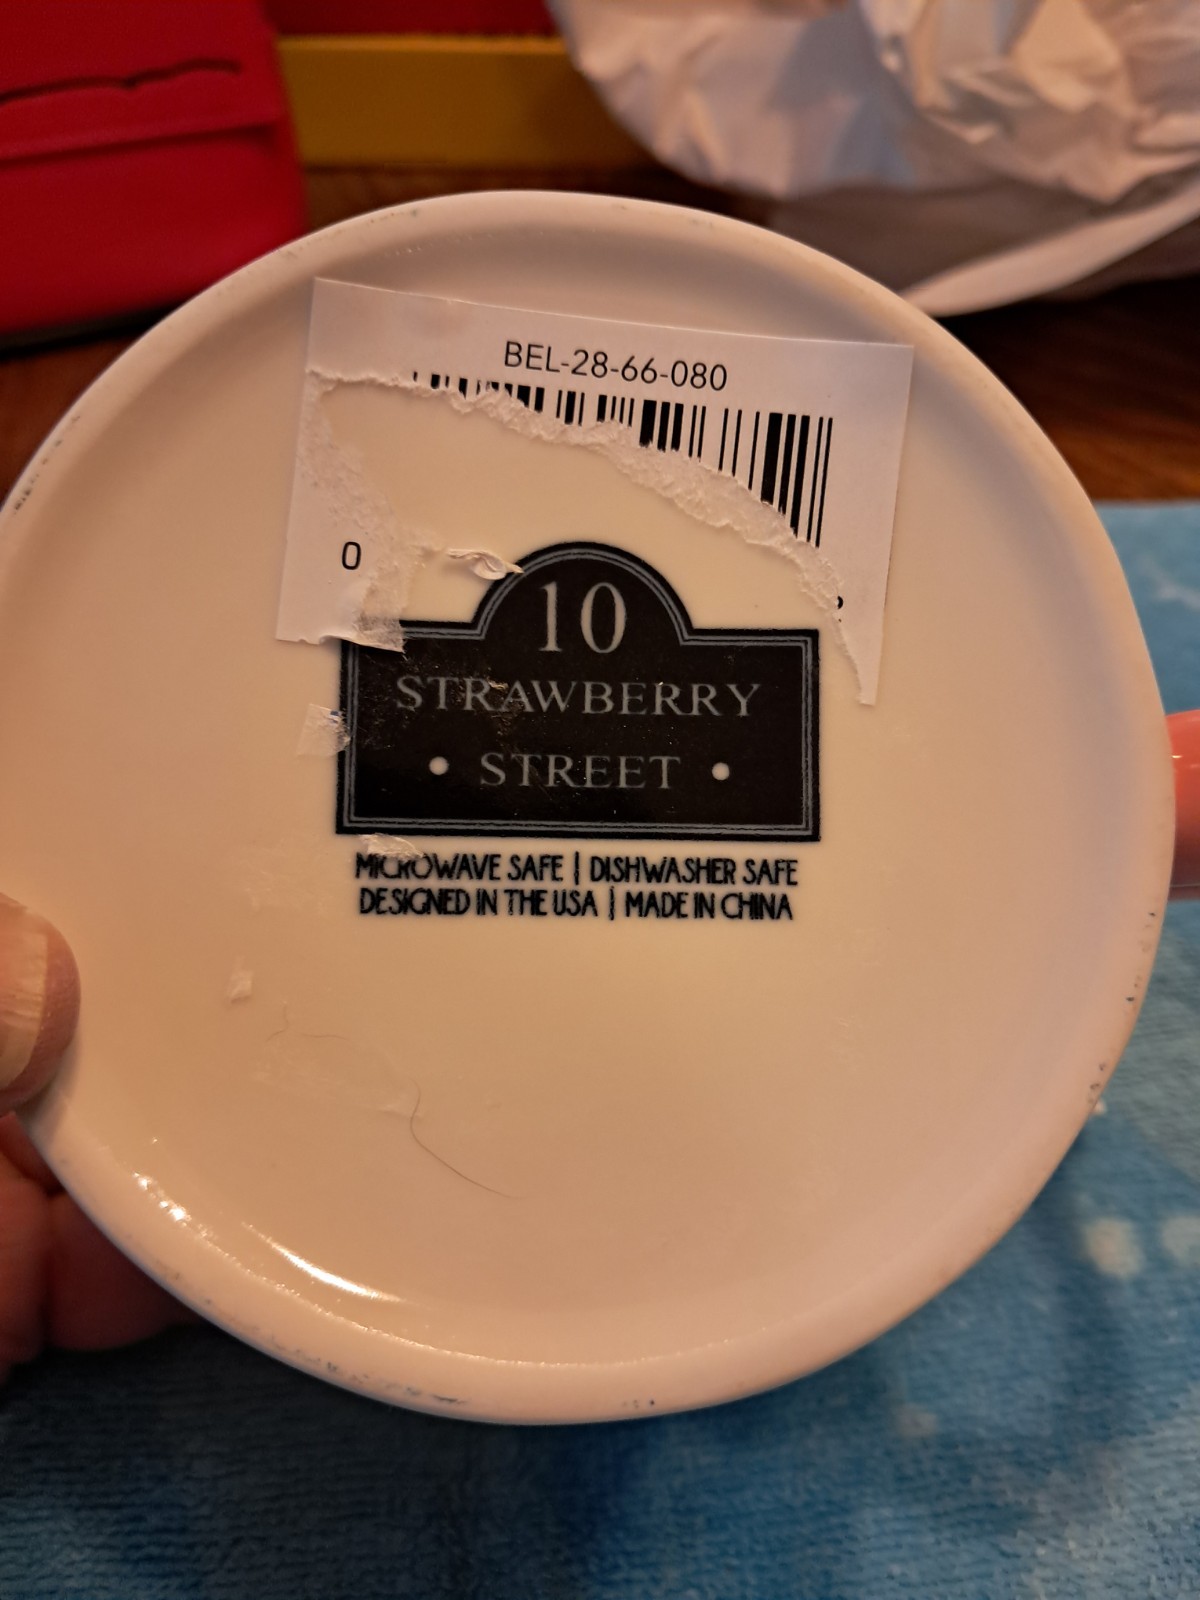 BEL-28-66-080
0
10
STRAWBERRY
• STREET •
MICROWAVE SAFE | DISHWASHER SAFE
DESIGNED IN THE USA | MADE IN CHINA